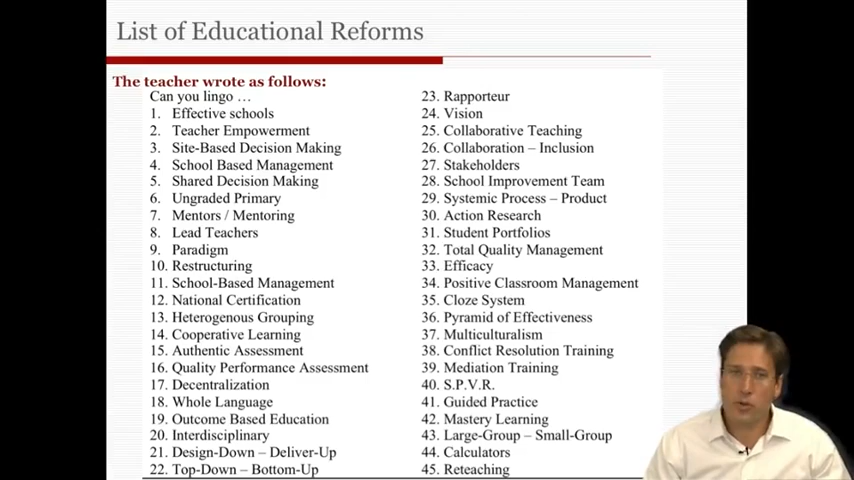 List of Educational Reforms
The teacher wrote as follows:
Can you lingo …
1. Effective schools
2. Teacher Empowerment
3. Site-Based Decision Making
4. School Based Management
5. Shared Decision Making
6. Ungraded Primary
7. Mentors / Mentoring
8. Lead Teachers
9. Paradigm
10. Restructuring
11. School-Based Management
12. National Certification
13. Heterogenous Grouping
14. Cooperative Learning
15. Authentic Assessment
16. Quality Performance Assessment
17. Decentralization
18. Whole Language
19. Outcome Based Education
20. Interdisciplinary
21. Design-Down – Deliver-Up
22. Top-Down – Bottom-Up
23. Rapporteur
24. Vision
25. Collaborative Teaching
26. Collaboration – Inclusion
27. Stakeholders
28. School Improvement Team
29. Systemic Process – Product
30. Action Research
31. Student Portfolios
32. Total Quality Management
33. Efficacy
34. Positive Classroom Management
35. Cloze System
36. Pyramid of Effectiveness
37. Multiculturalism
38. Conflict Resolution Training
39. Mediation Training
40. S.P.V.R.
41. Guided Practice
42. Mastery Learning
43. Large-Group – Small-Group
44. Calculators
45. Reteaching